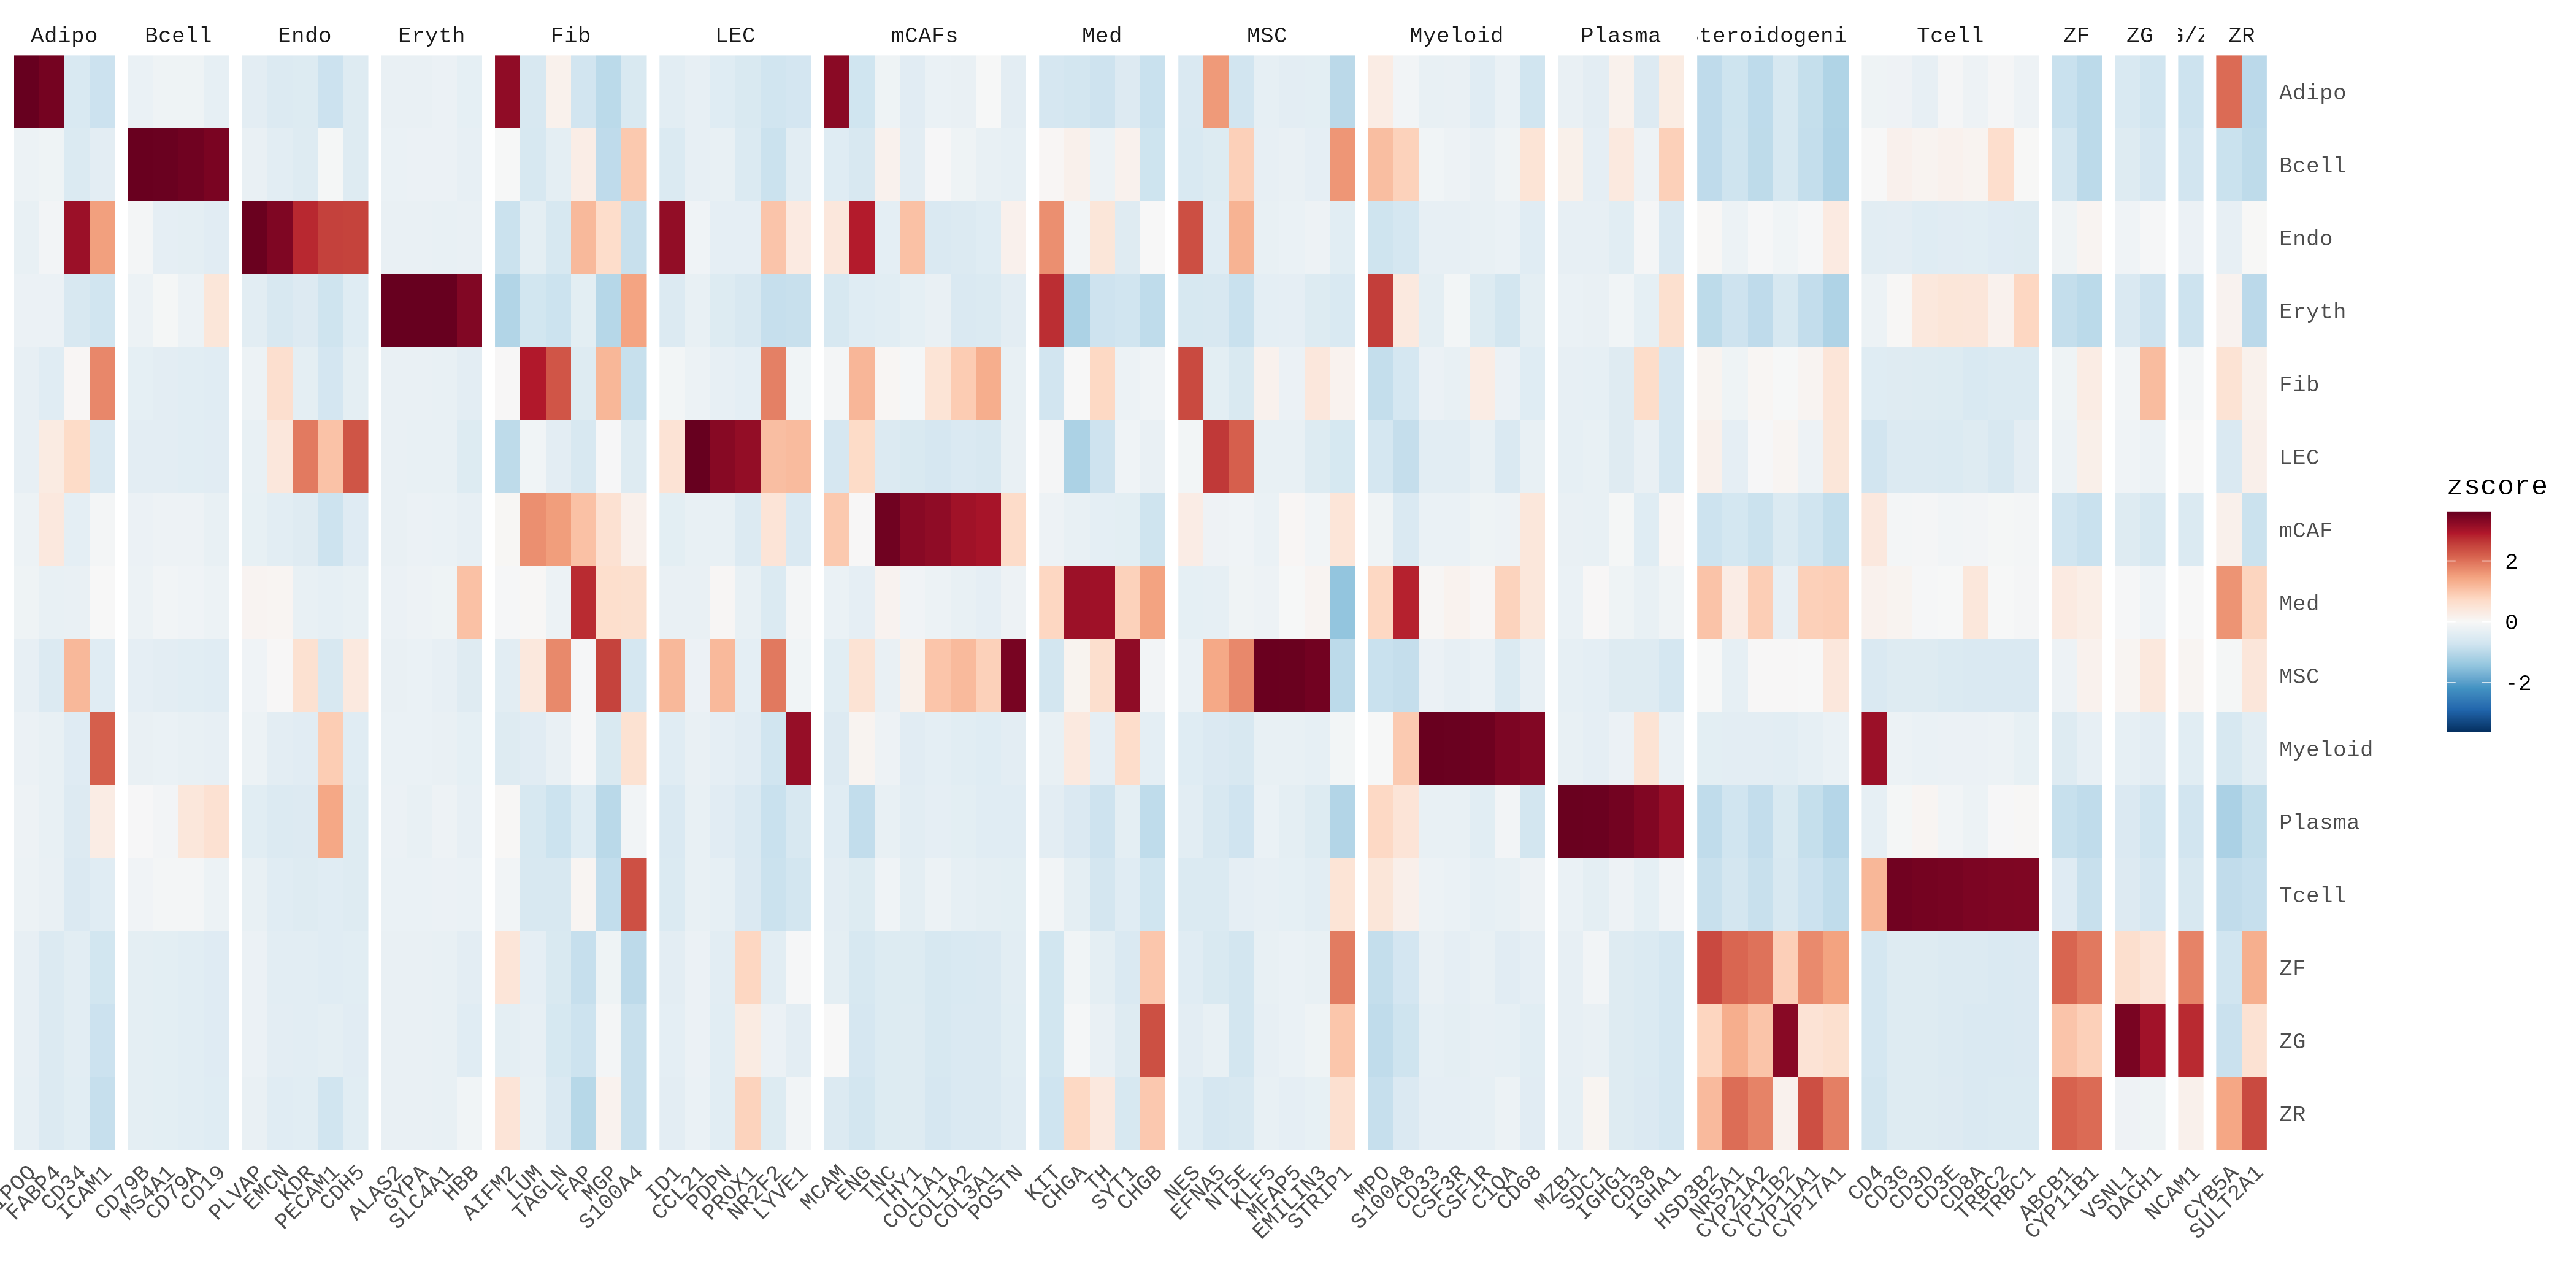 Adipo Bcell Endo Eryth Fib LEC mCAFs Med MSC Myeloid Plasma teroidogeni Tcell ZF ZG G/Z ZR
Adipo
Bcell
Endo
Eryth
Fib
LEC
mCAF
Med
MSC
Myeloid
Plasma
Tcell
ZF
ZG
ZR
zscore
2
0
-2
IPOQ
FABP4
CD34
ICAM1
CD79B
MS4A1
CD79A
CD19
PLVAP
EMCN
KDR
PECAM1
CDH5
ALAS2
GYPA
SLC4A1
HBB
AIFM2
LUM
TAGLN
FAP
MGP
S100A4
ID1
CCL21
PDPN
PROX1
NR2F2
LYVE1
MCAM
ENG
TNC
THY1
COL1A1
COL1A2
COL3A1
POSTN
KIT
CHGA
TH
SYT1
CHGB
NES
EFNA5
NT5E
KLF5
MFAP5
EMILIN3
STRIP1
MPO
S100A8
CD33
CSF3R
CSF1R
C1QA
CD68
MZB1
SDC1
IGHG1
CD38
IGHA1
HSD3B2
NR5A1
CYP21A2
CYP11B2
CYP11A1
CYP17A1
CD4
CD3G
CD3D
CD3E
CD8A
TRBC2
TRBC1
ABCB1
CYP11B1
VSNL1
DACH1
NCAM1
CYB5A
SULT2A1